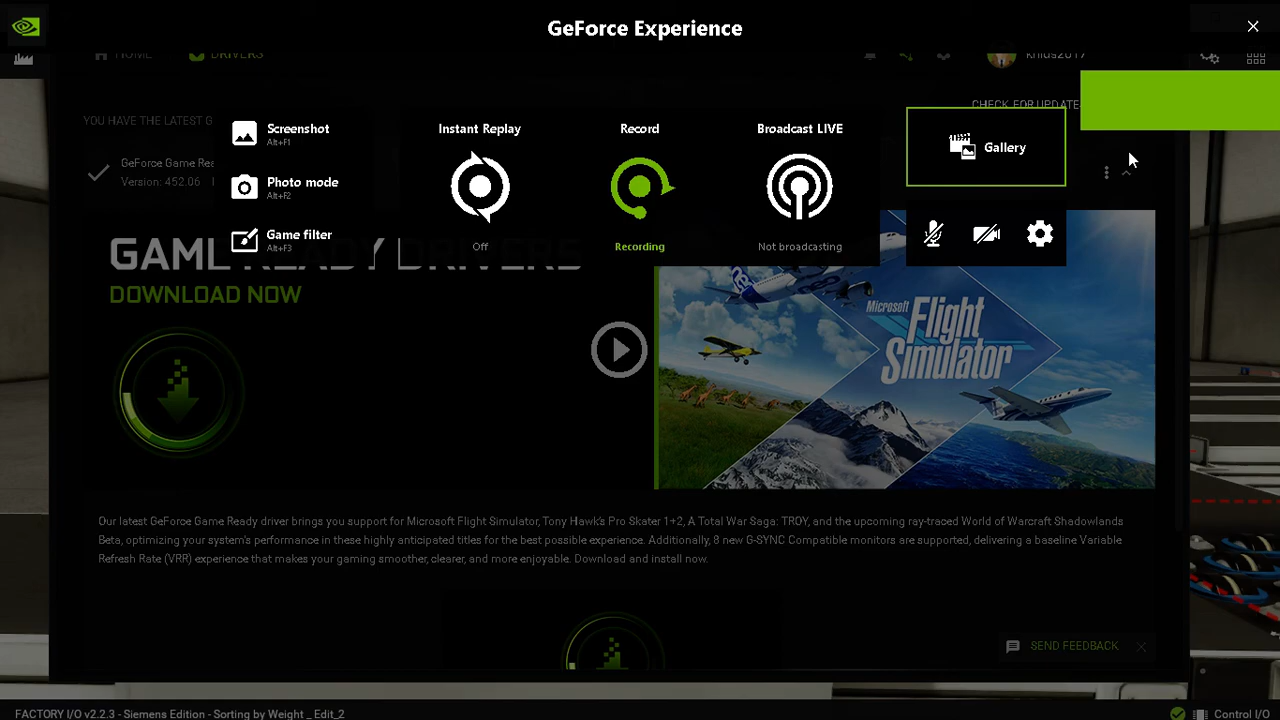 GeForce Experience
HOME
DRIVERS
CHECK FOR UPDATE
YOU HAVE THE LATEST G
GeForce Game Rea
Version: 452.06
Screenshot
Alt+F1
Photo mode
Alt+F2
Game filter
Alt+F3
Instant Replay
Off
Record
Recording
Broadcast LIVE
Not broadcasting
Gallery
GAME READY DRIVERS
DOWNLOAD NOW
Microsoft
Flight
Simulator
Our latest GeForce Game Ready driver brings you support for Microsoft Flight Simulator, Tony Hawk's Pro Skater 1+2, A Total War Saga: TROY, and the upcoming ray-traced World of Warcraft Shadowlands
Beta, optimizing your system's performance in these highly anticipated titles for the best possible experience. Additionally, 8 new G-SYNC Compatible monitors are supported, delivering a baseline Variable
Refresh Rate (VRR) experience that makes your gaming smoother, clearer, and more enjoyable. Download and install now.
SEND FEEDBACK
FACTORY I/O v2.2.3 - Siemens Edition - Sorting by Weight _ Edit_2
Control I/O